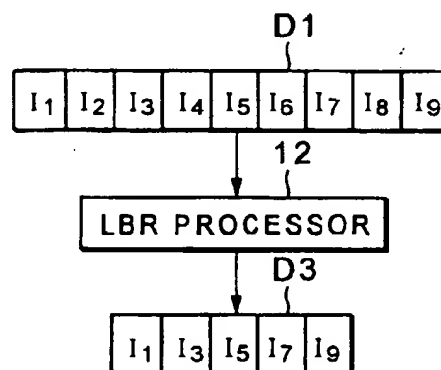 D1
I1 I2 I3 I4 I5 I6 I7 I8 I9
12
LBR PROCESSOR
D3
I1 I3 I5 I7 I9